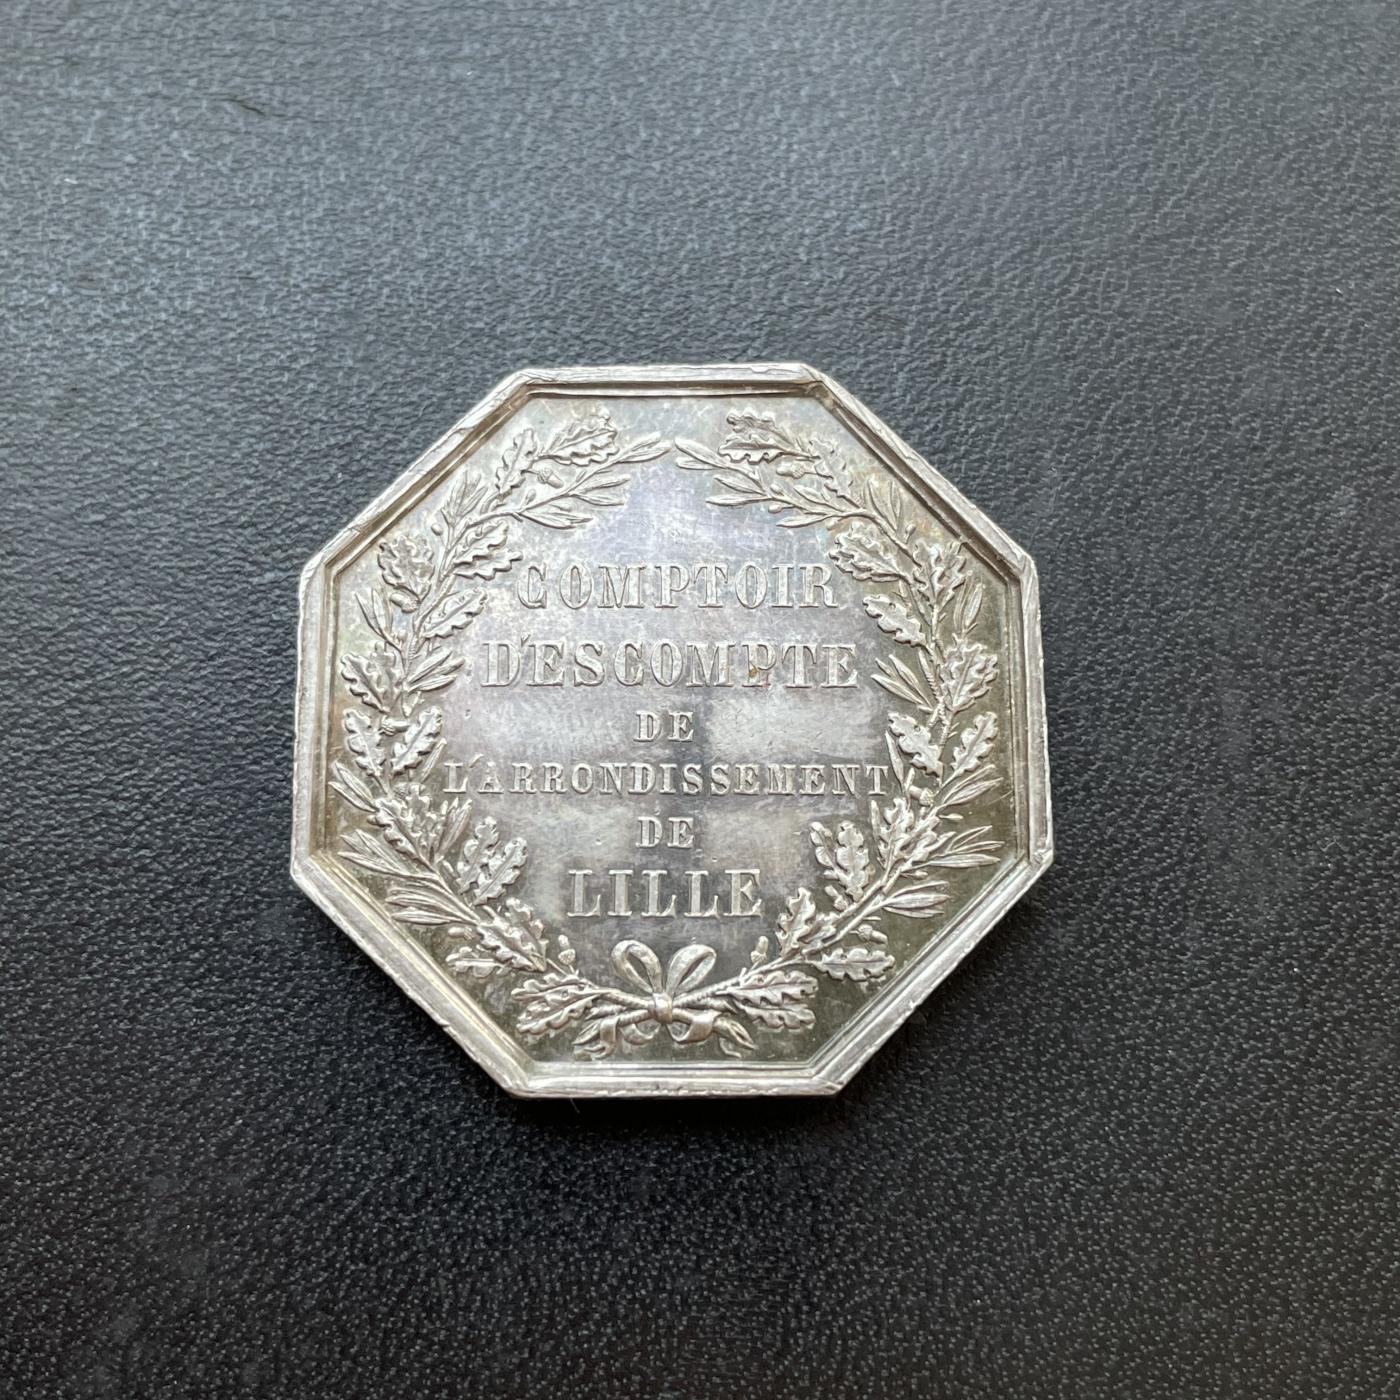 COMPTOIR
D'ESCOMPTE
DE
L'ARRONDISSEMENT
DE
LILLE